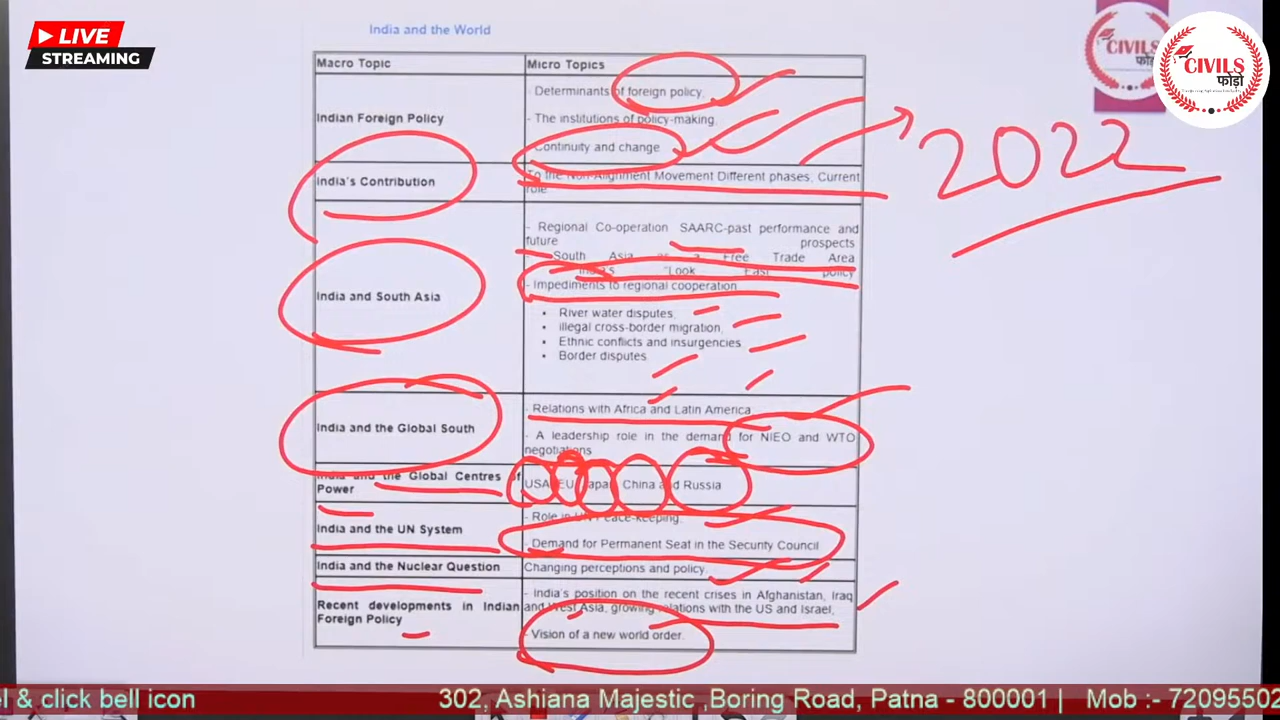 LIVE
STREAMING
India and the World
CIVILS
फोड़ो
CIVILS
फोड़ो
Macro Topic
Micro Topics
Indian Foreign Policy
- Determinants of foreign policy,
- The institutions of policy-making,
Continuity and change
India's Contribution
To the Non-Alignment Movement Different phases, Current
role
2022
India and South Asia
- Regional Co-operation SAARC-past performance and
future prospects
- South Asia as a Free Trade Area
India's "Look East policy
- Impediments to regional cooperation
• River water disputes,
• illegal cross-border migration,
• Ethnic conflicts and insurgencies
• Border disputes
India and the Global South
- Relations with Africa and Latin America
- A leadership role in the demand for NIEO and WTO
negotiations
India and the Global Centres of
Power
USA EU Japan China and Russia
India and the UN System
- Role in UN Peace-keeping,
- Demand for Permanent Seat in the Security Council
India and the Nuclear Question
Changing perceptions and policy,
Recent developments in Indian
Foreign Policy
- India's position on the recent crises in Afghanistan, Iraq
and West Asia, growing relations with the US and Israel,
- Vision of a new world order.
el & click bell icon
302, Ashiana Majestic ,Boring Road, Patna - 800001 | Mob :- 72095502